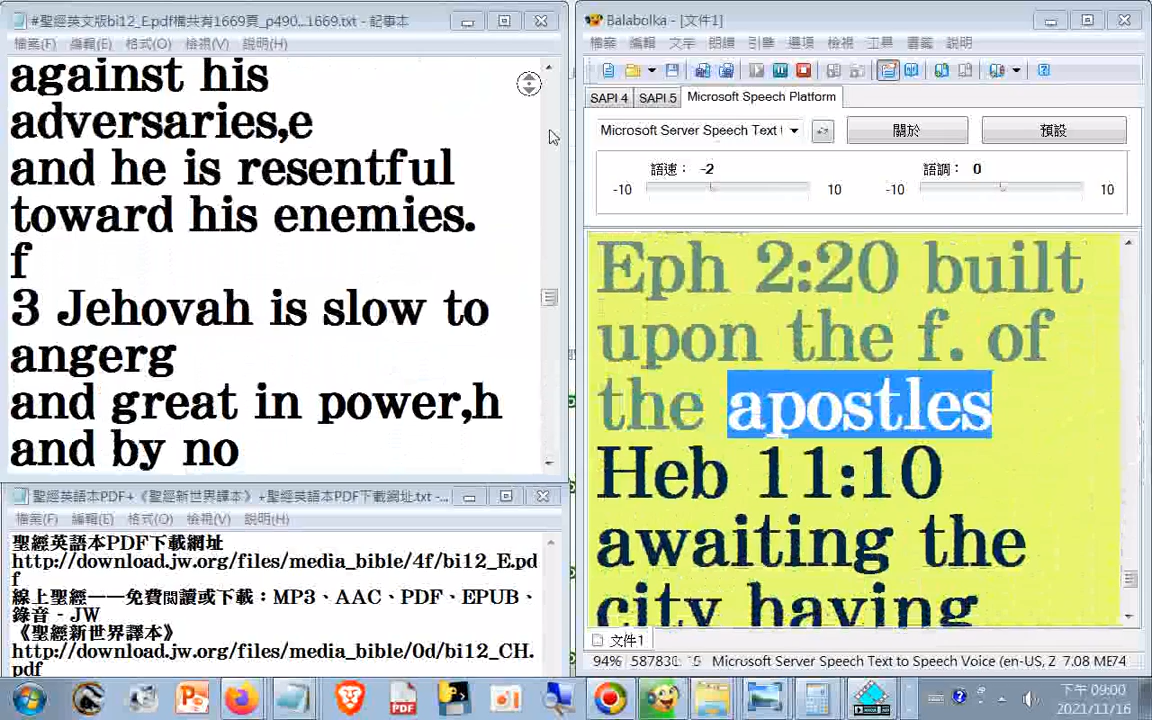 #聖經英文版bi12_E.pdf檔共有1669頁_p490...1669.txt - 記事本
檔案(F) 編輯(E) 格式(O) 檢視(V) 說明(H)
against his
adversaries,e
and he is resentful
toward his enemies.
f
3 Jehovah is slow to
angerg
and great in power,h
and by no
聖經英語本PDF+《聖經新世界譯本》+聖經英語本PDF下載網址.txt -...
檔案(F) 編輯(E) 格式(O) 檢視(V) 說明(H)
聖經英語本PDF下載網址
http://download.jw.org/files/media_bible/4f/bi12_E.pd
f
線上聖經——免費閱讀或下載：MP3、AAC、PDF、EPUB、
錄音 - JW
《聖經新世界譯本》
http://download.jw.org/files/media_bible/0d/bi12_CH.
pdf
Balabolka - [文件1]
檔案 編輯 文字 朗讀 引擎 選項 檢視 工具 書籤 說明
SAPI 4 SAPI 5 Microsoft Speech Platform
Microsoft Server Speech Text 關於 預設
語速： -2 語調： 0
-10 10 -10 10
Eph 2:20 built
upon the f. of
the apostles
Heb 11:10
awaiting the
city having
文件1
94% Microsoft Server Speech Text to Speech Voice (en-US, Z 7.08 ME
下午 09:00
2021/11/16